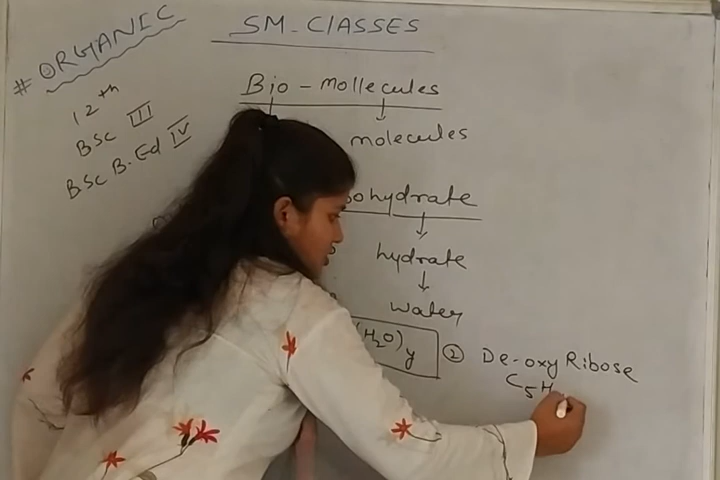 SM-ClASSES
# ORGANIC
12th
BSc III
BSc B.Ed IV
Bio-mollecules
molecules
ohydrate
hydrate
Water
(H2O)y
② De-oxy Ribose
C5H